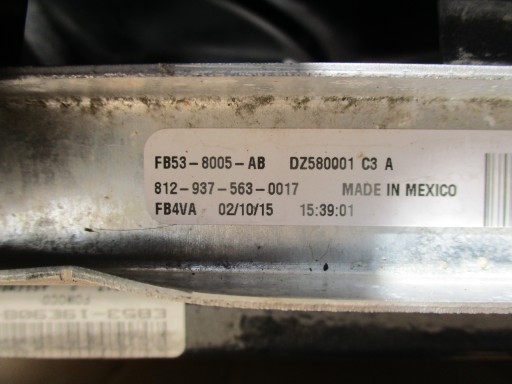 FB53-8005-AB DZ580001 C3 A
812-937-563-0017 MADE IN MEXICO
FB4VA 02/10/15 15:39:01